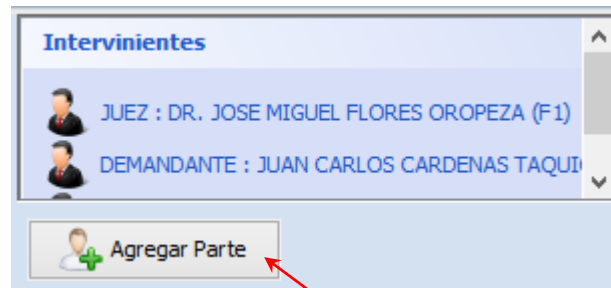 Intervinientes
JUEZ : DR. JOSE MIGUEL FLORES OROPEZA (F1)
DEMANDANTE : JUAN CARLOS CARDENAS
Agregar Parte